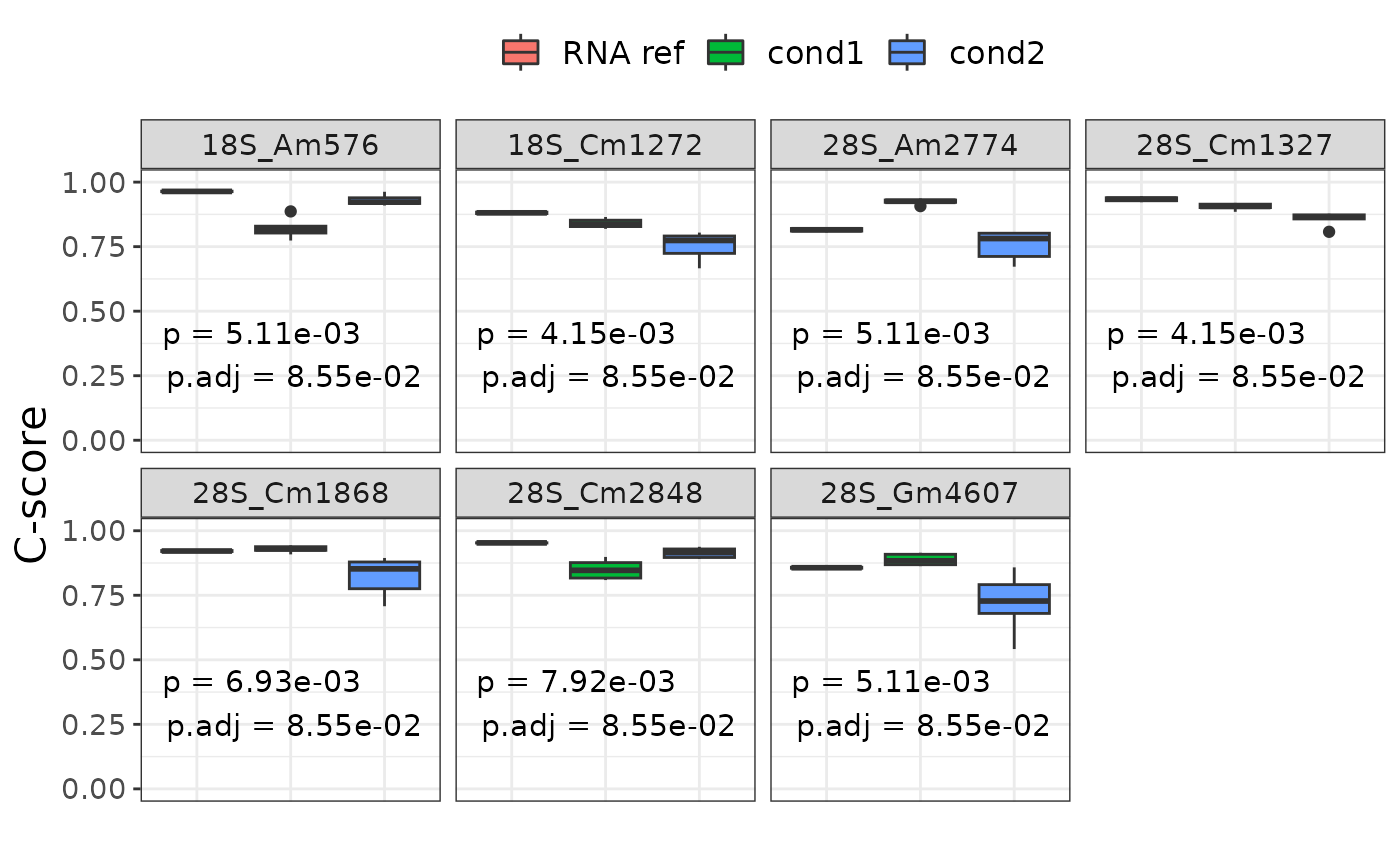 RNA ref cond1 cond2
18S_Am576 18S_Cm1272 28S_Am2774 28S_Cm1327
1.00
0.75
0.50
p = 5.11e-03 p = 4.15e-03 p = 5.11e-03 p = 4.15e-03
0.25 p.adj = 8.55e-02 p.adj = 8.55e-02 p.adj = 8.55e-02 p.adj = 8.55e-02
0.00
C-score
28S_Cm1868 28S_Cm2848 28S_Gm4607
1.00
0.75
0.50
p = 6.93e-03 p = 7.92e-03 p = 5.11e-03
0.25 p.adj = 8.55e-02 p.adj = 8.55e-02 p.adj = 8.55e-02
0.00